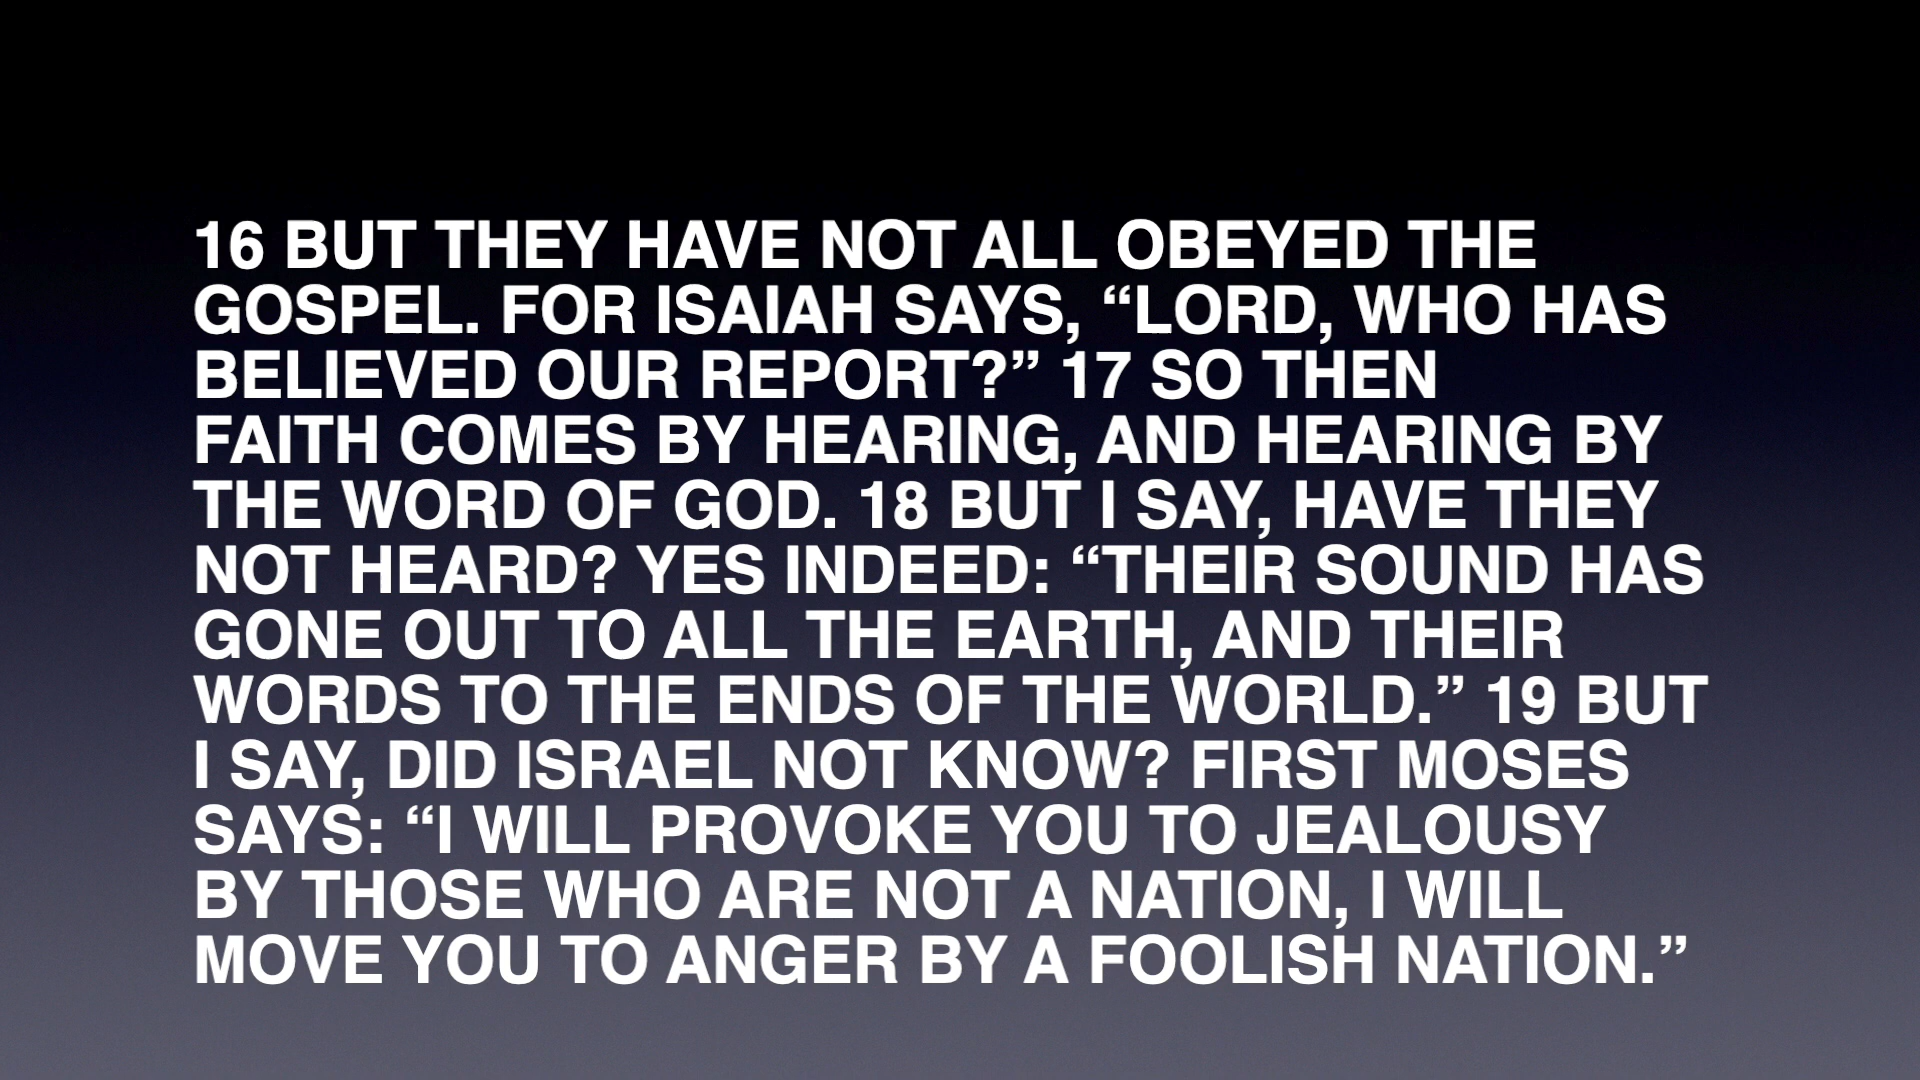 16 BUT THEY HAVE NOT ALL OBEYED THE
GOSPEL. FOR ISAIAH SAYS, “LORD, WHO HAS
BELIEVED OUR REPORT?” 17 SO THEN
FAITH COMES BY HEARING, AND HEARING BY
THE WORD OF GOD. 18 BUT I SAY, HAVE THEY
NOT HEARD? YES INDEED: “THEIR SOUND HAS
GONE OUT TO ALL THE EARTH, AND THEIR
WORDS TO THE ENDS OF THE WORLD.” 19 BUT
I SAY, DID ISRAEL NOT KNOW? FIRST MOSES
SAYS: “I WILL PROVOKE YOU TO JEALOUSY
BY THOSE WHO ARE NOT A NATION, I WILL
MOVE YOU TO ANGER BY A FOOLISH NATION.”